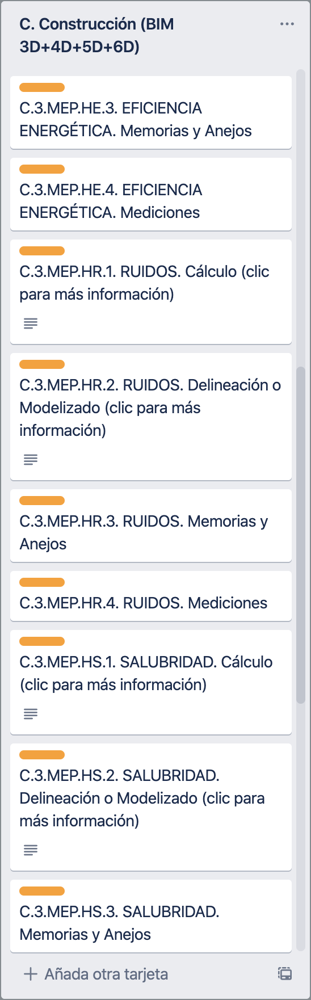 C. Construcción (BIM
3D+4D+5D+6D)
C.3.MEP.HE.3. EFICIENCIA
ENERGÉTICA. Memorias y Anejos
C.3.MEP.HE.4. EFICIENCIA
ENERGÉTICA. Mediciones
C.3.MEP.HR.1. RUIDOS. Cálculo (clic
para más información)
C.3.MEP.HR.2. RUIDOS. Delineación o
Modelizado (clic para más
información)
C.3.MEP.HR.3. RUIDOS. Memorias y
Anejos
C.3.MEP.HR.4. RUIDOS. Mediciones
C.3.MEP.HS.1. SALUBRIDAD. Cálculo
(clic para más información)
C.3.MEP.HS.2. SALUBRIDAD.
Delineación o Modelizado (clic para
más información)
C.3.MEP.HS.3. SALUBRIDAD.
Memorias y Anejos
Añada otra tarjeta